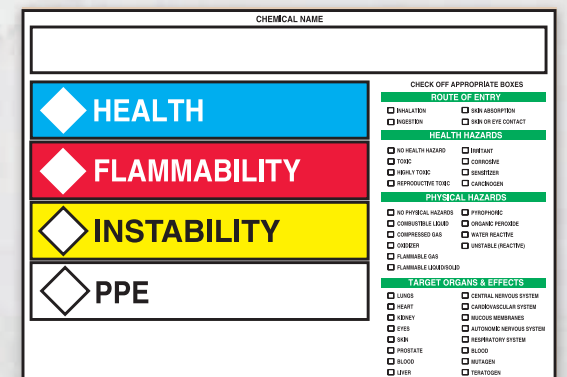 CHEMICAL NAME
HEALTH
FLAMMABILITY
INSTABILITY
PPE
CHECK OFF APPROPRIATE BOXES
ROUTE OF ENTRY
INHALATION SKIN ABSORPTION
INGESTION SKIN OR EYE CONTACT
HEALTH HAZARDS
NO HEALTH HAZARD IRRITANT
TOXIC CORROSIVE
HIGHLY TOXIC SENSITIZER
REPRODUCTIVE TOXIC CARCINOGEN
PHYSICAL HAZARDS
NO PHYSICAL HAZARDS PYROPHORIC
COMBUSTIBLE LIQUID ORGANIC PEROXIDE
COMPRESSED GAS WATER REACTIVE
OXIDIZER UNSTABLE (REACTIVE)
FLAMMABLE GAS
FLAMMABLE LIQUID/SOLID
TARGET ORGANS & EFFECTS
LUNGS CENTRAL NERVOUS SYSTEM
HEART CARDIOVASCULAR SYSTEM
KIDNEY MUCOUS MEMBRANES
EYES AUTONOMIC NERVOUS SYSTEM
SKIN RESPIRATORY SYSTEM
PROSTATE BLOOD
BLOOD MUTAGEN
LIVER TERATOGEN